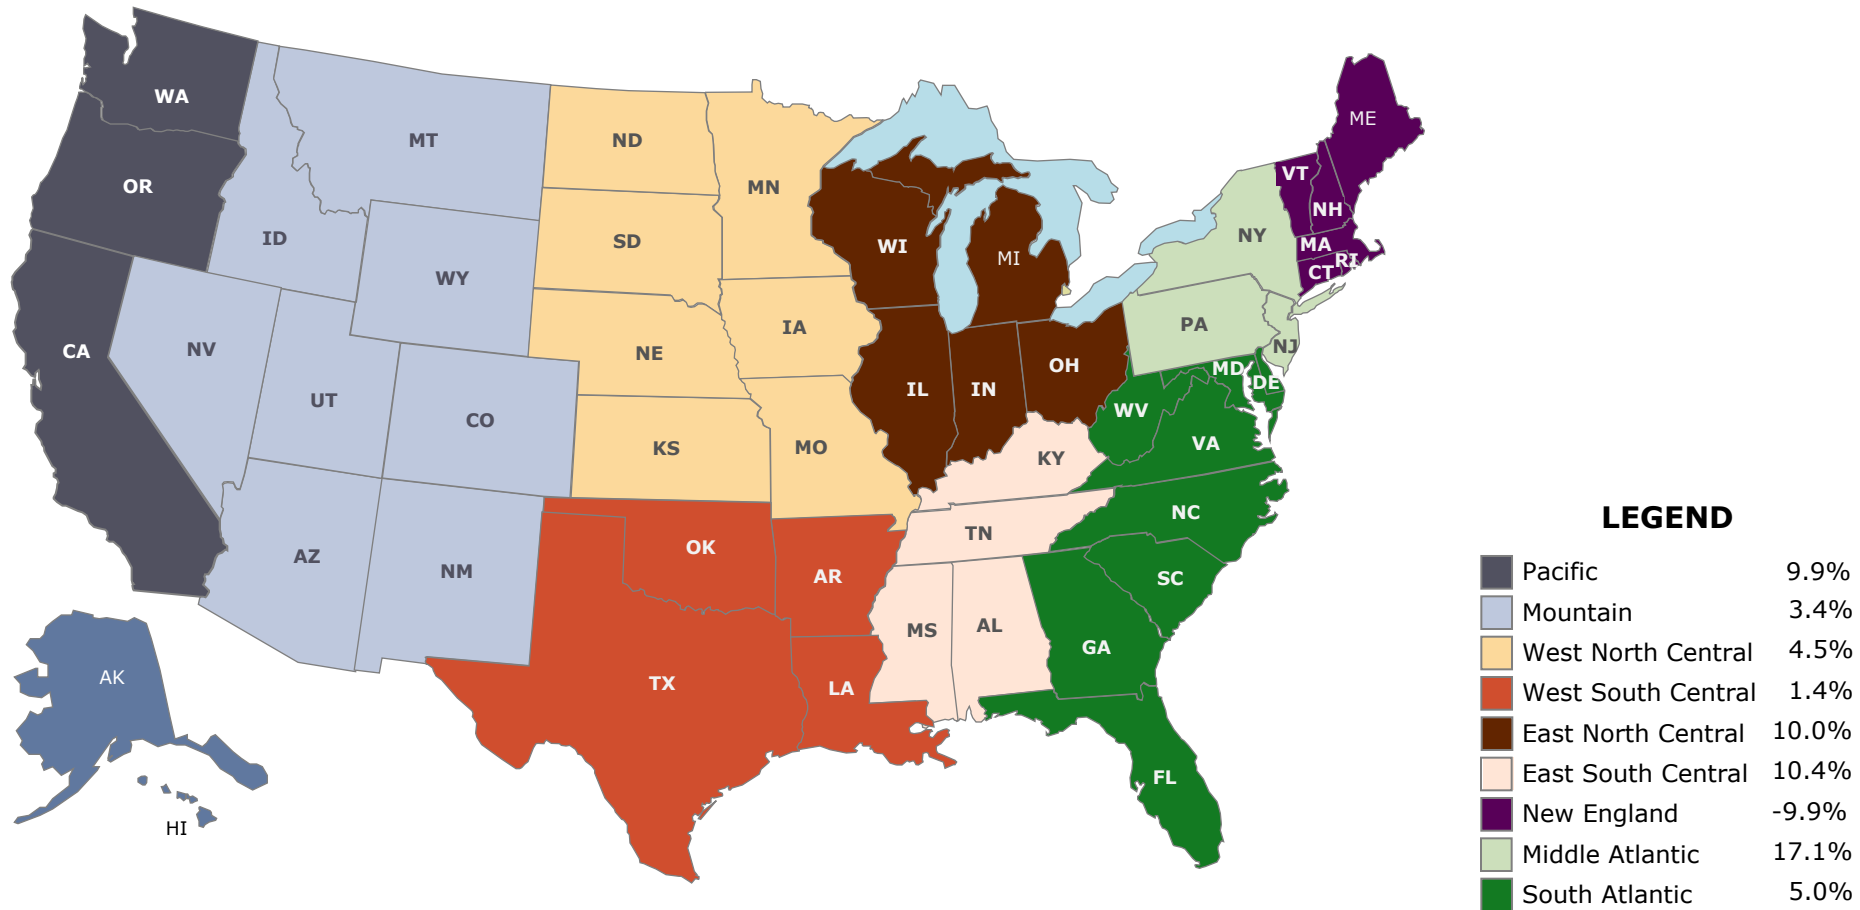 WA
OR
CA
ID
NV
MT
WY
UT
CO
AZ
NM
ND
SD
NE
KS
MN
IA
MO
OK
TX
AR
LA
WI
MI
IL
IN
OH
KY
TN
MS
AL
GA
FL
SC
NC
VA
WV
MD
DE
PA
NJ
NY
VT
NH
ME
MA
RI
CT
AK
HI
LEGEND
Pacific 9.9%
Mountain 3.4%
West North Central 4.5%
West South Central 1.4%
East North Central 10.0%
East South Central 10.4%
New England -9.9%
Middle Atlantic 17.1%
South Atlantic 5.0%